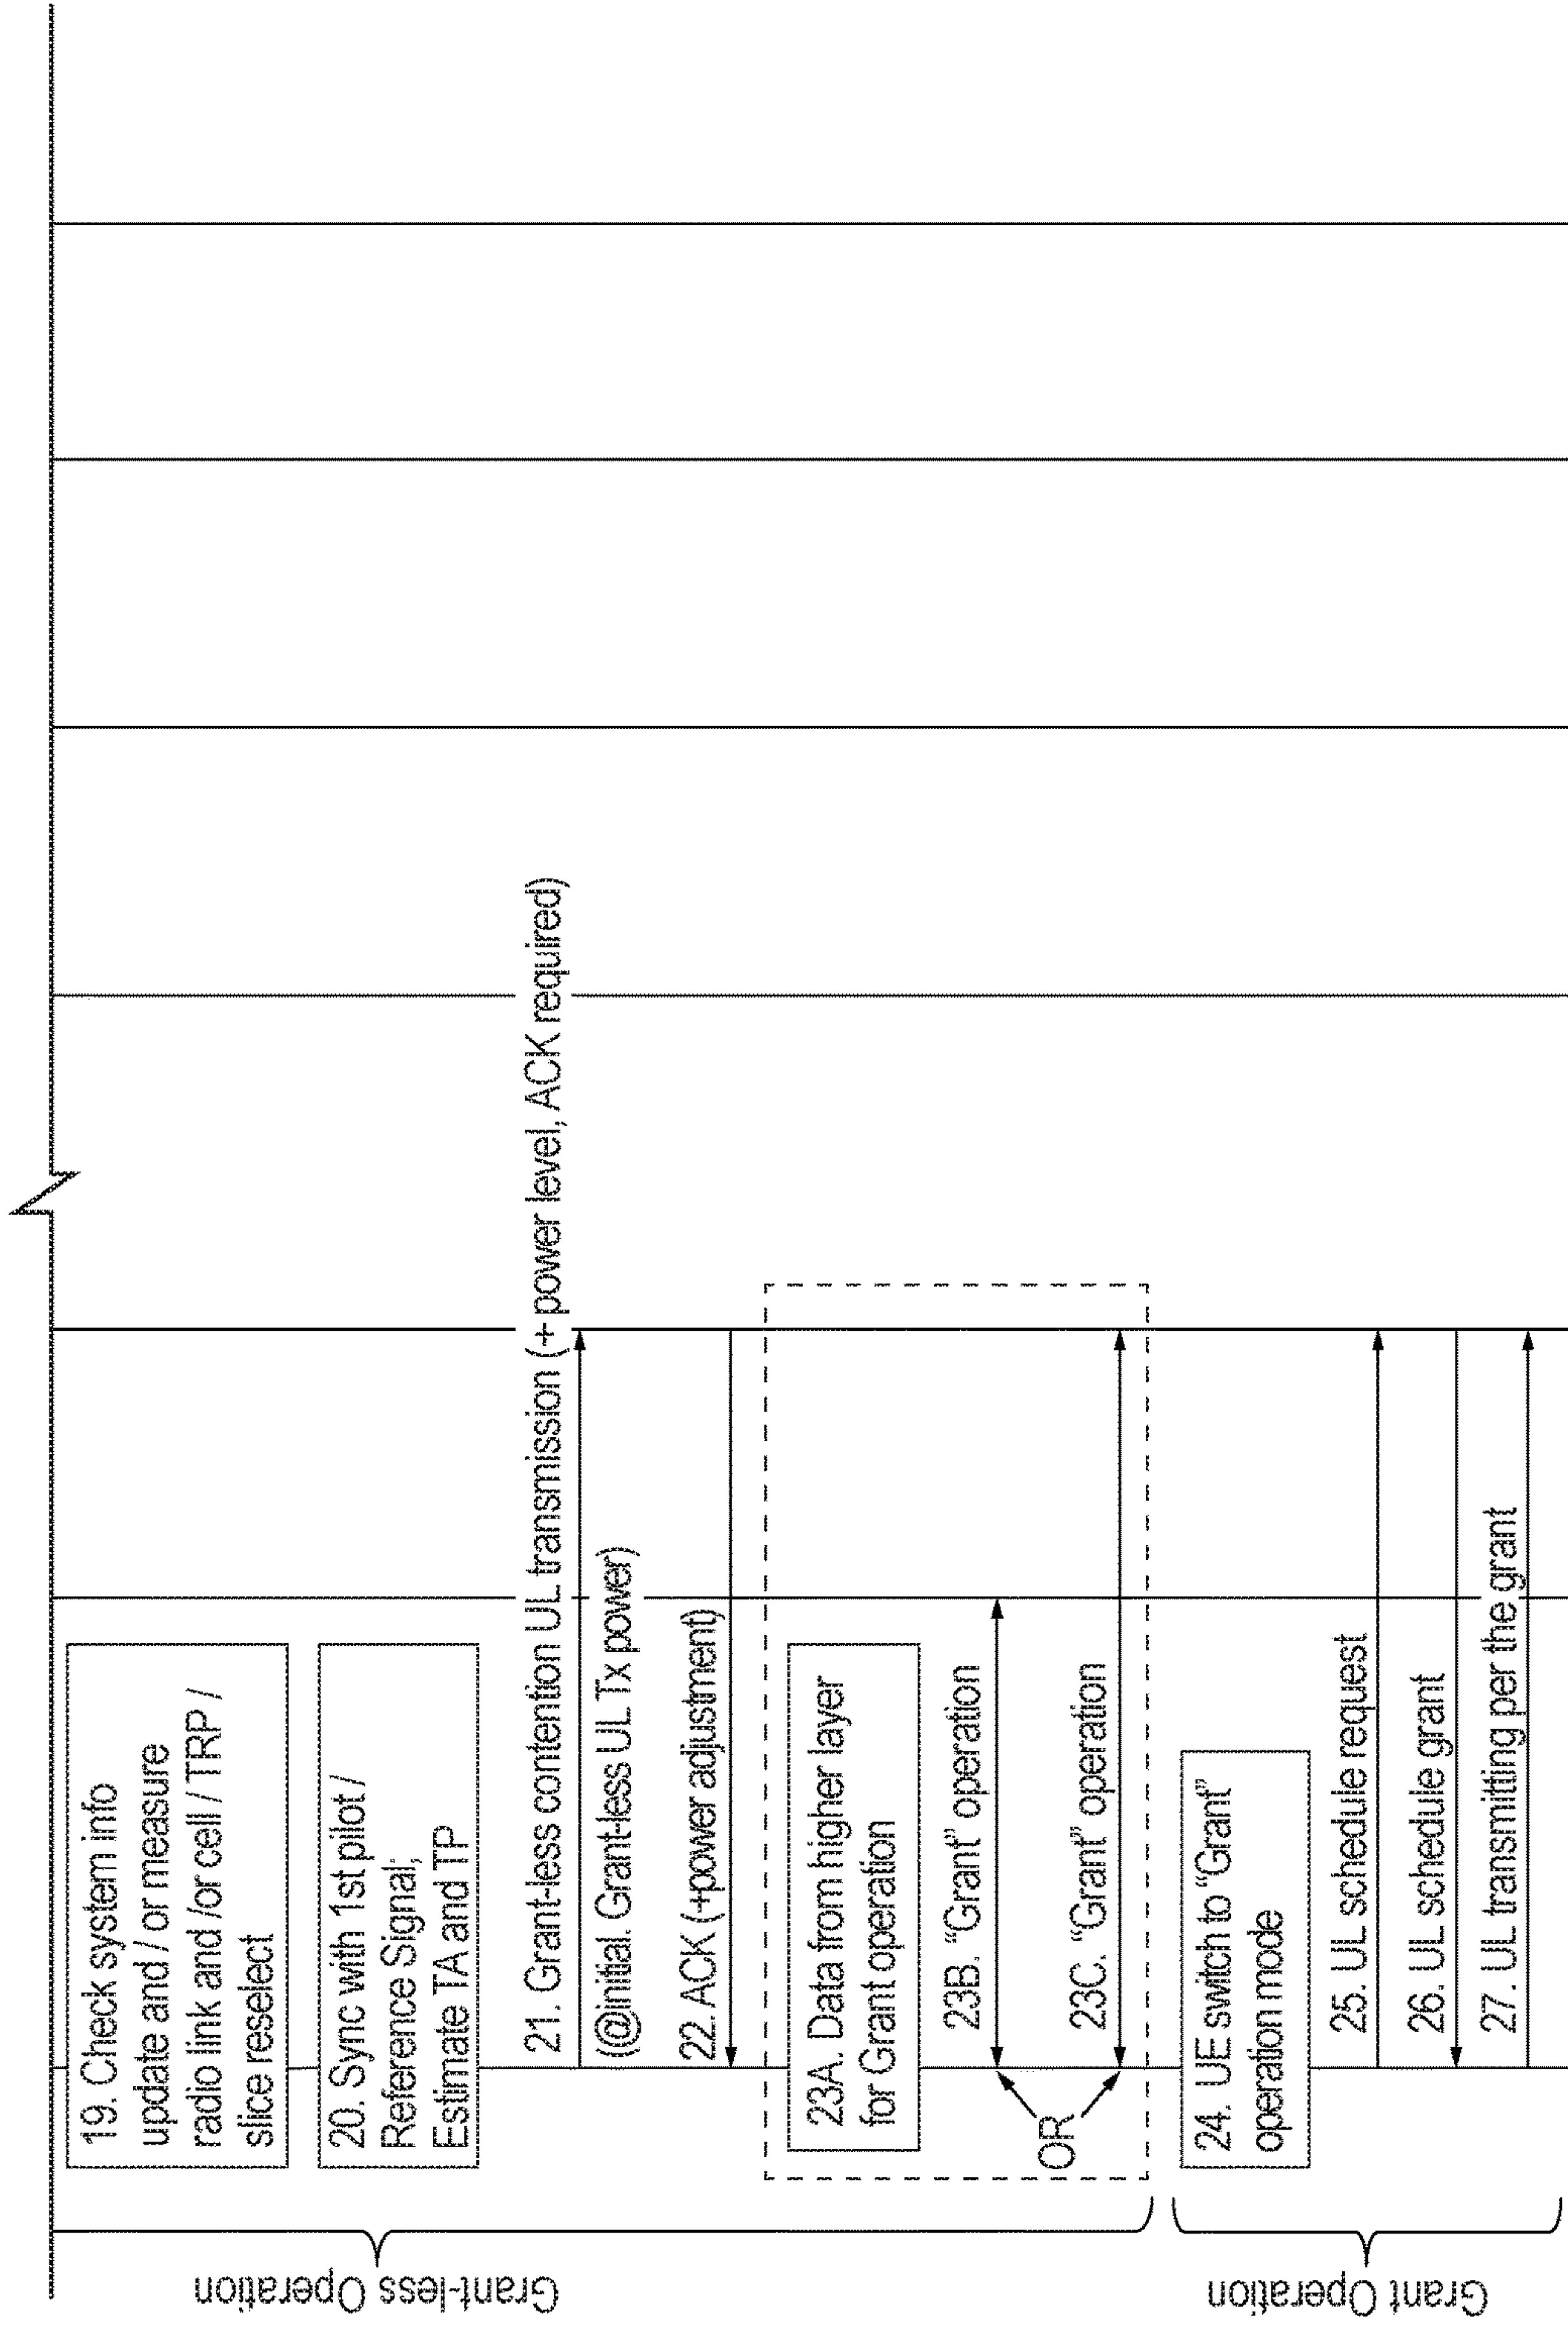 19. Check system info
update and / or measure
radio link and /or cell / TRP /
slice reselect
20. Sync with 1st pilot /
Reference Signal;
Estimate TA and TP
21. Grant-less contention UL transmission (+ power level, ACK required)
(@initial. Grant-less UL Tx power)
22. ACK (+power adjustment)
23A. Data from higher layer
for Grant operation
23B. “Grant” operation
OR
23C. “Grant” operation
Grant-less Operation
24. UE switch to “Grant”
operation mode
25. UL schedule request
26. UL schedule grant
27. UL transmitting per the grant
Grant Operation